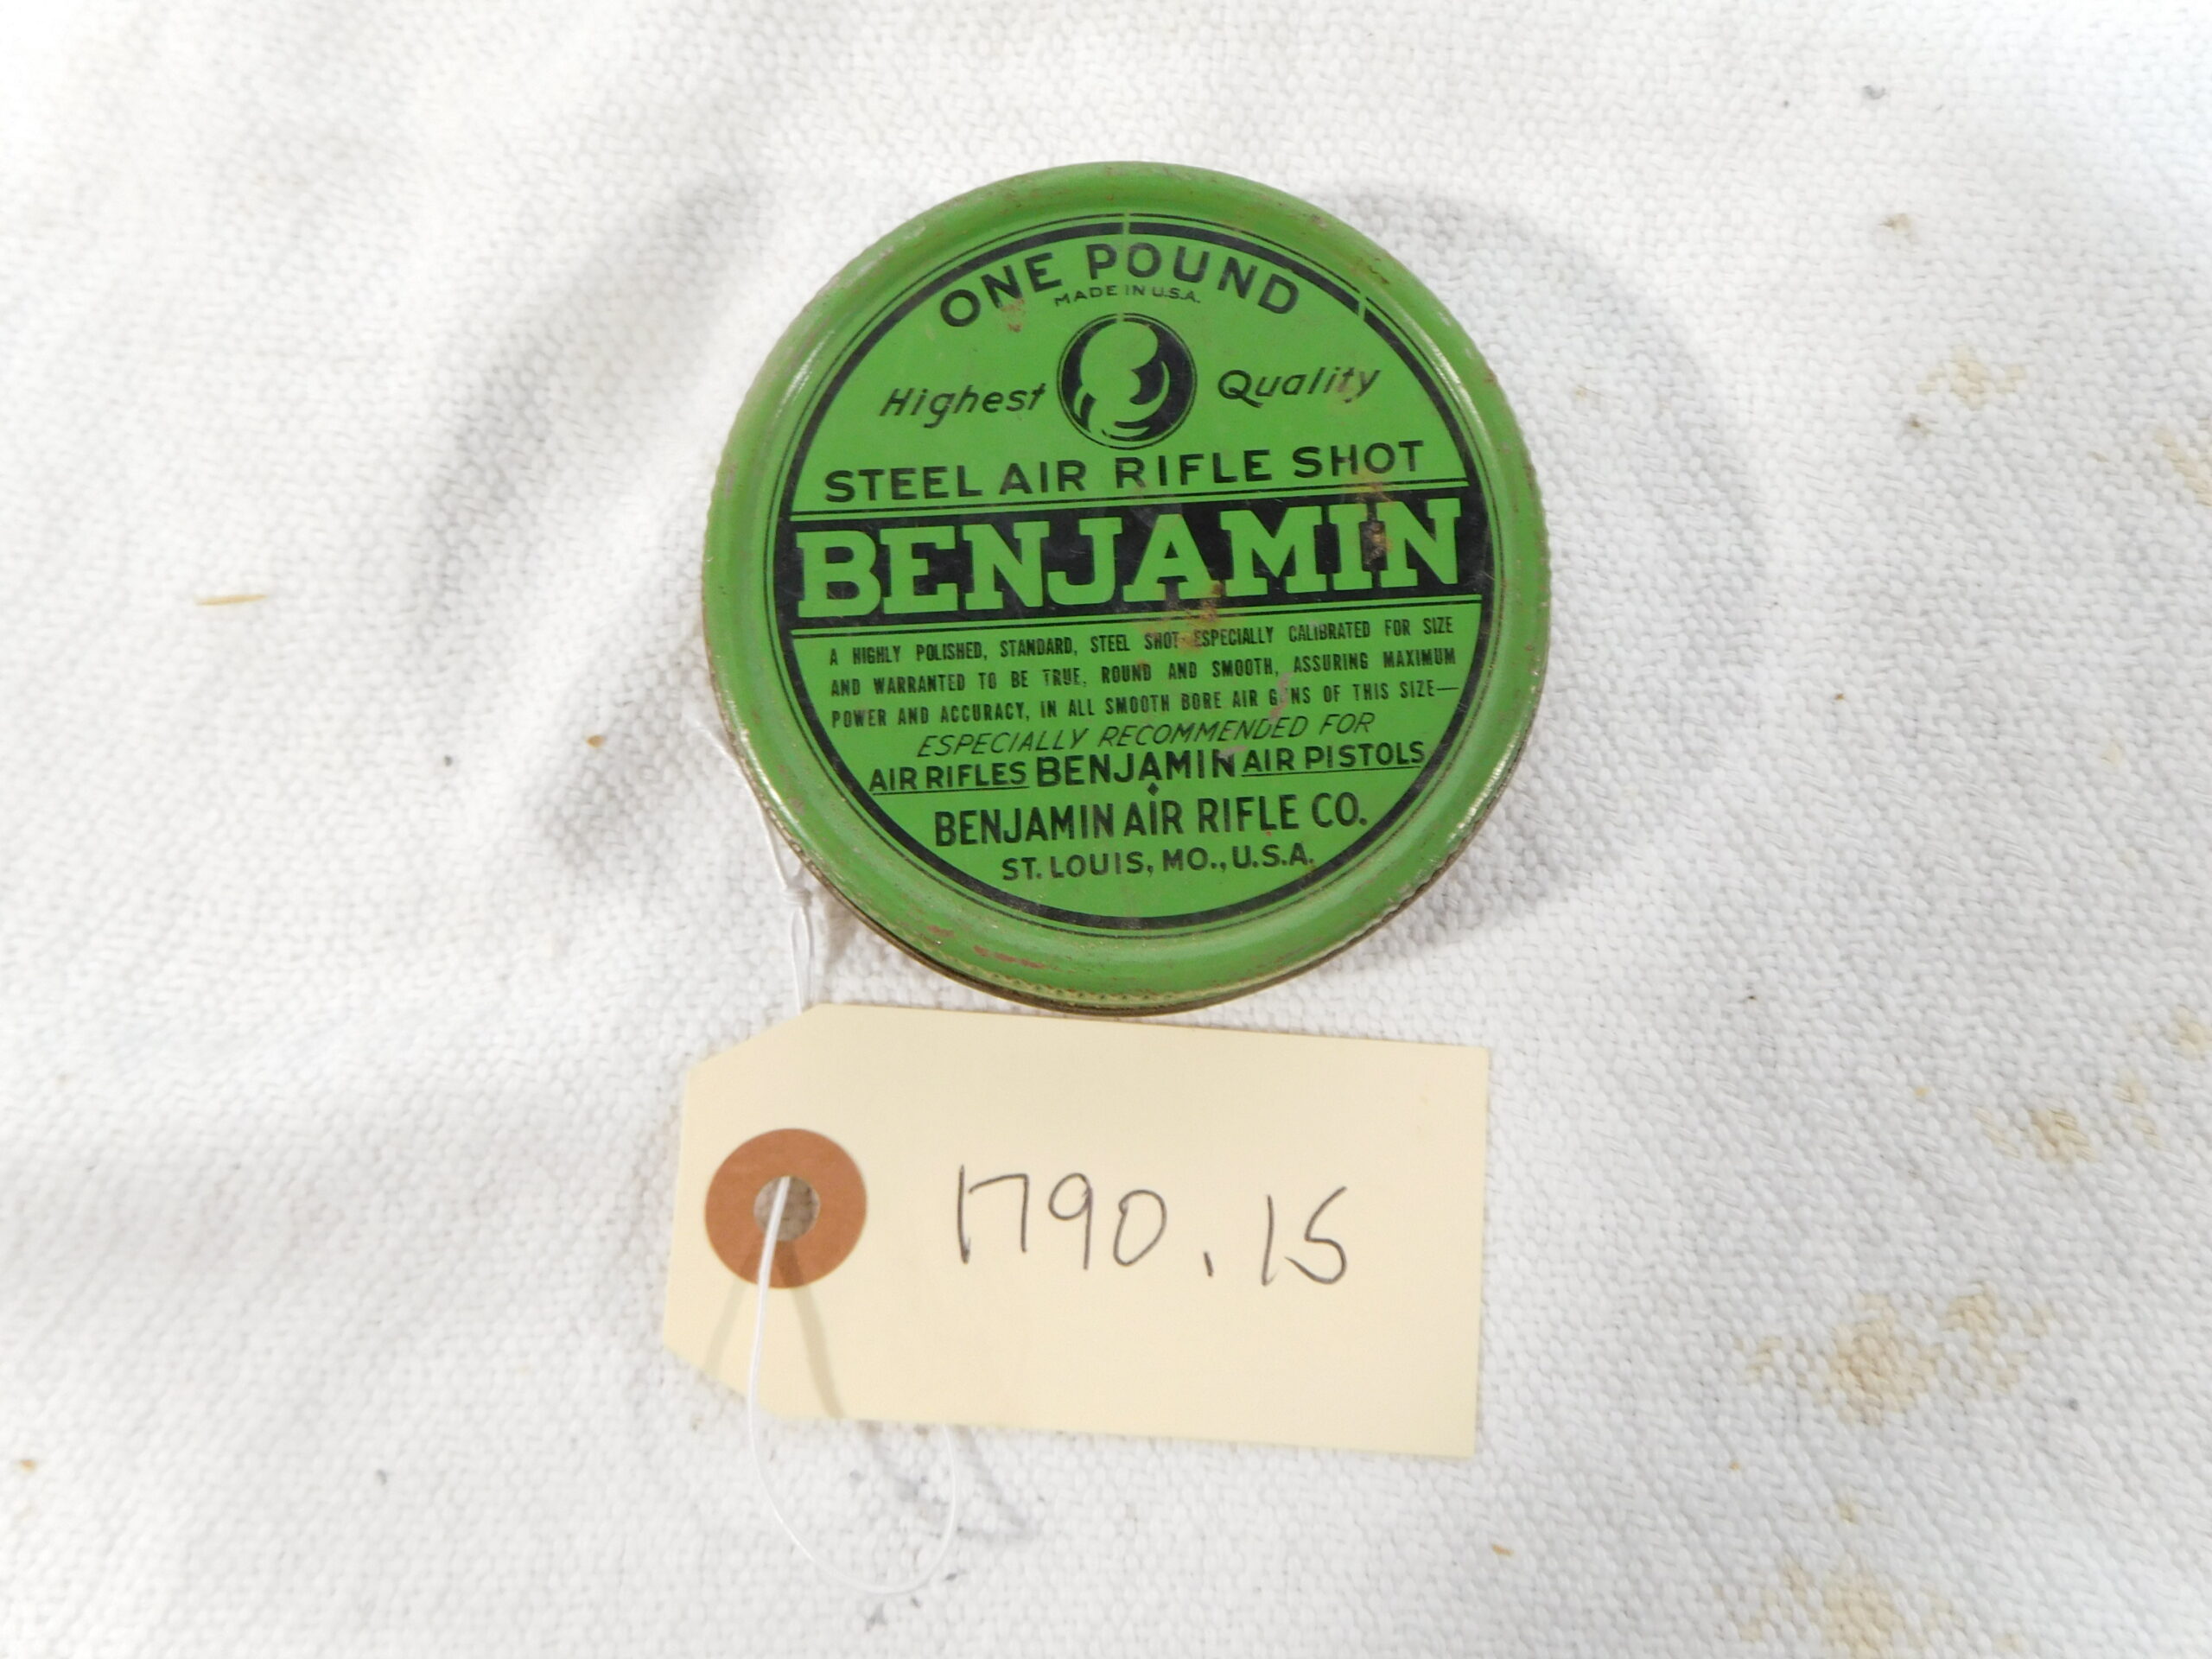 ONE POUND
MADE IN U.S.A.
Highest Quality
STEEL AIR RIFLE SHOT
BENJAMIN
A HIGHLY POLISHED, STANDARD, STEEL SHOT ESPECIALLY CALIBRATED FOR SIZE
AND WARRANTED TO BE TRUE, ROUND AND SMOOTH, ASSURING MAXIMUM
POWER AND ACCURACY, IN ALL SMOOTH BORE AIR GUNS OF THIS SIZE—
ESPECIALLY RECOMMENDED FOR
AIR RIFLES BENJAMIN AIR PISTOLS
BENJAMIN AIR RIFLE CO.
ST. LOUIS, MO., U.S.A.
1790.15